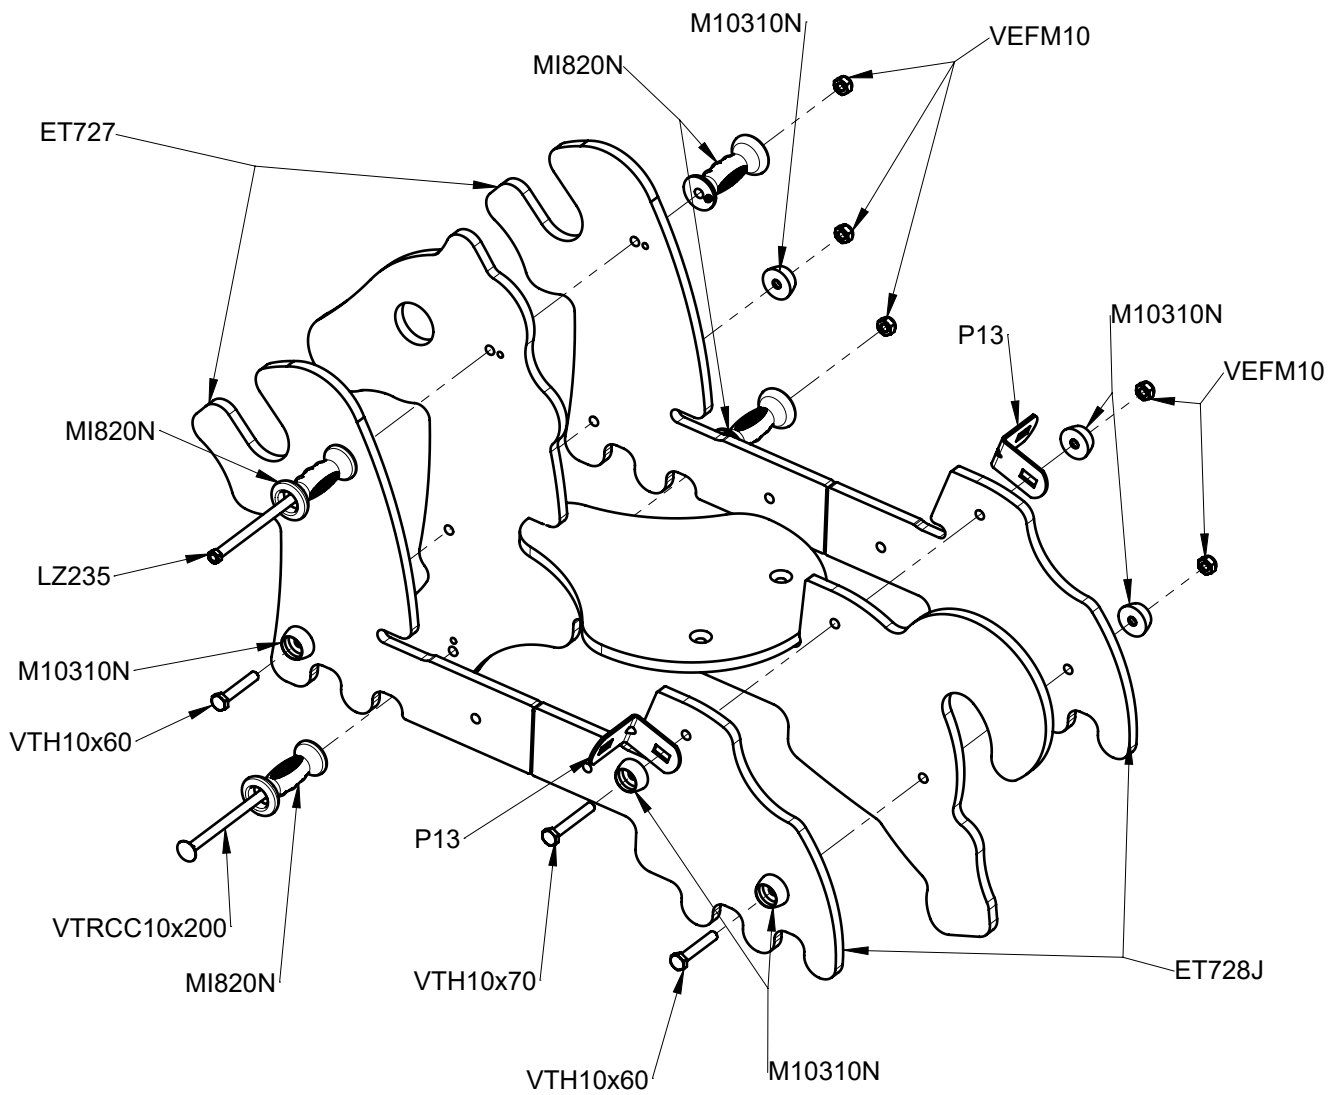 M10310N
VEFM10
MI820N
ET727
M10310N
P13
VEFM10
MI820N
LZ235
M10310N
VTH10x60
P13
VTRCC10x200
MI820N
VTH10x70
ET728J
VTH10x60
M10310N